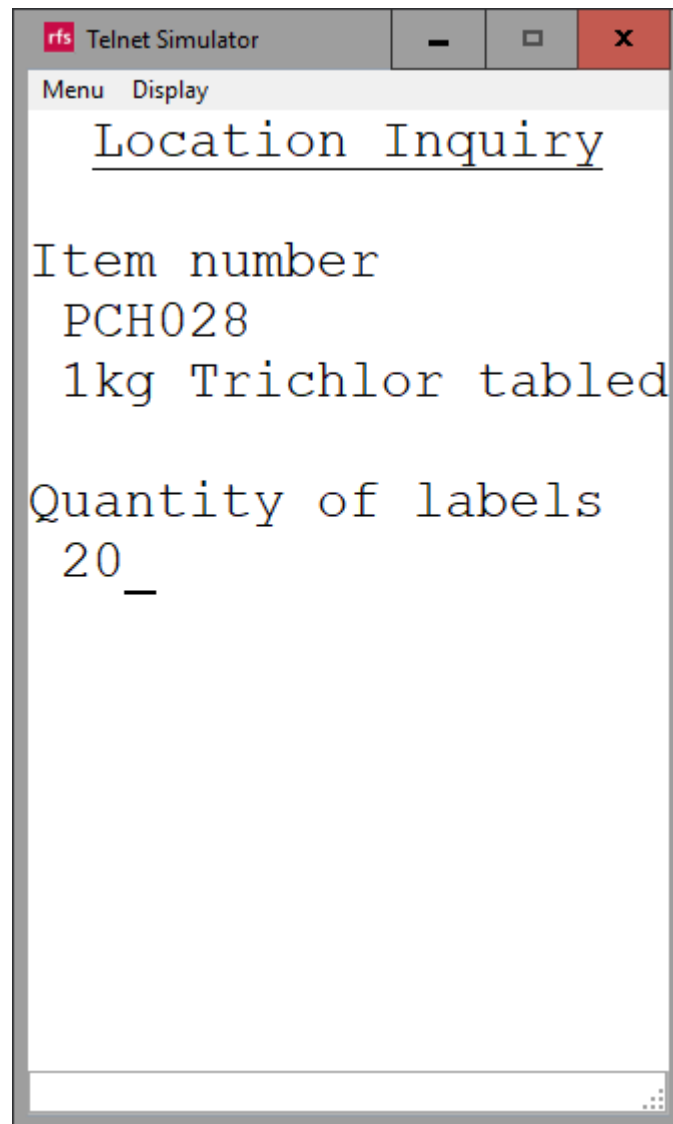 rfs Telnet Simulator
Menu Display
Location Inquiry
Item number
PCH028
1kg Trichlor tabled
Quantity of labels
20_